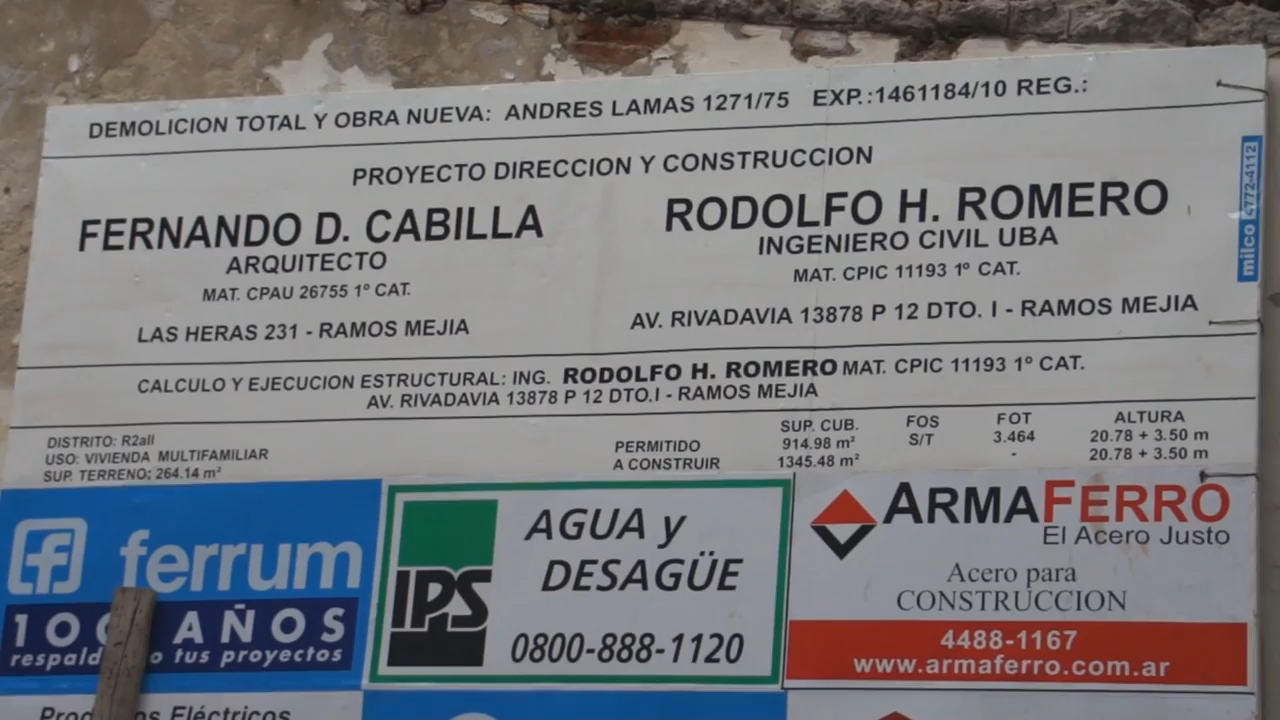 DEMOLICION TOTAL Y OBRA NUEVA: ANDRES LAMAS 1271/75 EXP.:1461184/10 REG.:
PROYECTO DIRECCION Y CONSTRUCCION
FERNANDO D. CABILLA
ARQUITECTO
MAT. CPAU 26755 1º CAT.
LAS HERAS 231 - RAMOS MEJIA
RODOLFO H. ROMERO
INGENIERO CIVIL UBA
MAT. CPIC 11193 1º CAT.
AV. RIVADAVIA 13878 P 12 DTO. I - RAMOS MEJIA
milco 4772-4112
CALCULO Y EJECUCION ESTRUCTURAL: ING. RODOLFO H. ROMERO MAT. CPIC 11193 1º CAT.
AV. RIVADAVIA 13878 P 12 DTO.I - RAMOS MEJIA
DISTRITO: R2aII
USO: VIVIENDA MULTIFAMILIAR
SUP. TERRENO; 264.14 m²
SUP. CUB. FOS FOT ALTURA
PERMITIDO 914.98 m² S/T 3.464 20.78 + 3.50 m
A CONSTRUIR 1345.48 m² - 20.78 + 3.50 m
ferrum
AÑOS
tus proyectos
IPS
AGUA y
DESAGÜE
0800-888-1120
ARMAFERRO
El Acero Justo
Acero para
CONSTRUCCION
4488-1167
www.armaferro.com.ar
Eléctricos